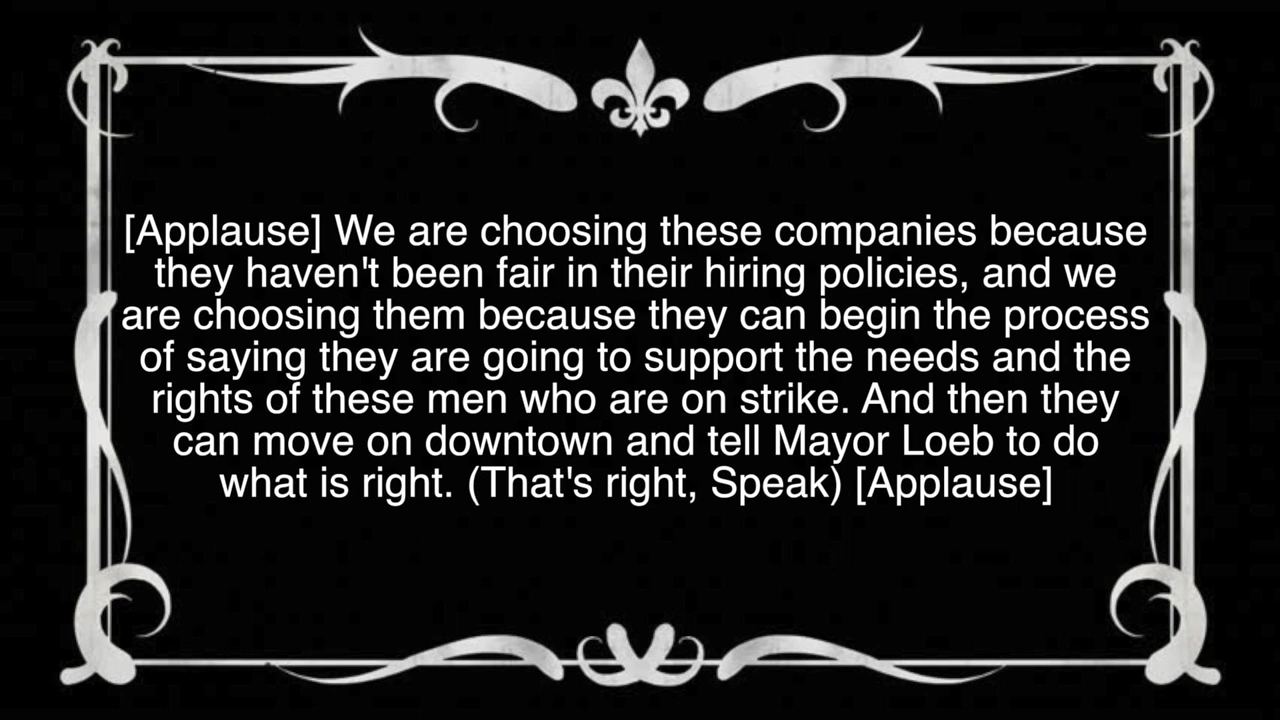 [Applause] We are choosing these companies because
they haven't been fair in their hiring policies, and we
are choosing them because they can begin the process
of saying they are going to support the needs and the
rights of these men who are on strike. And then they
can move on downtown and tell Mayor Loeb to do
what is right. (That's right, Speak) [Applause]